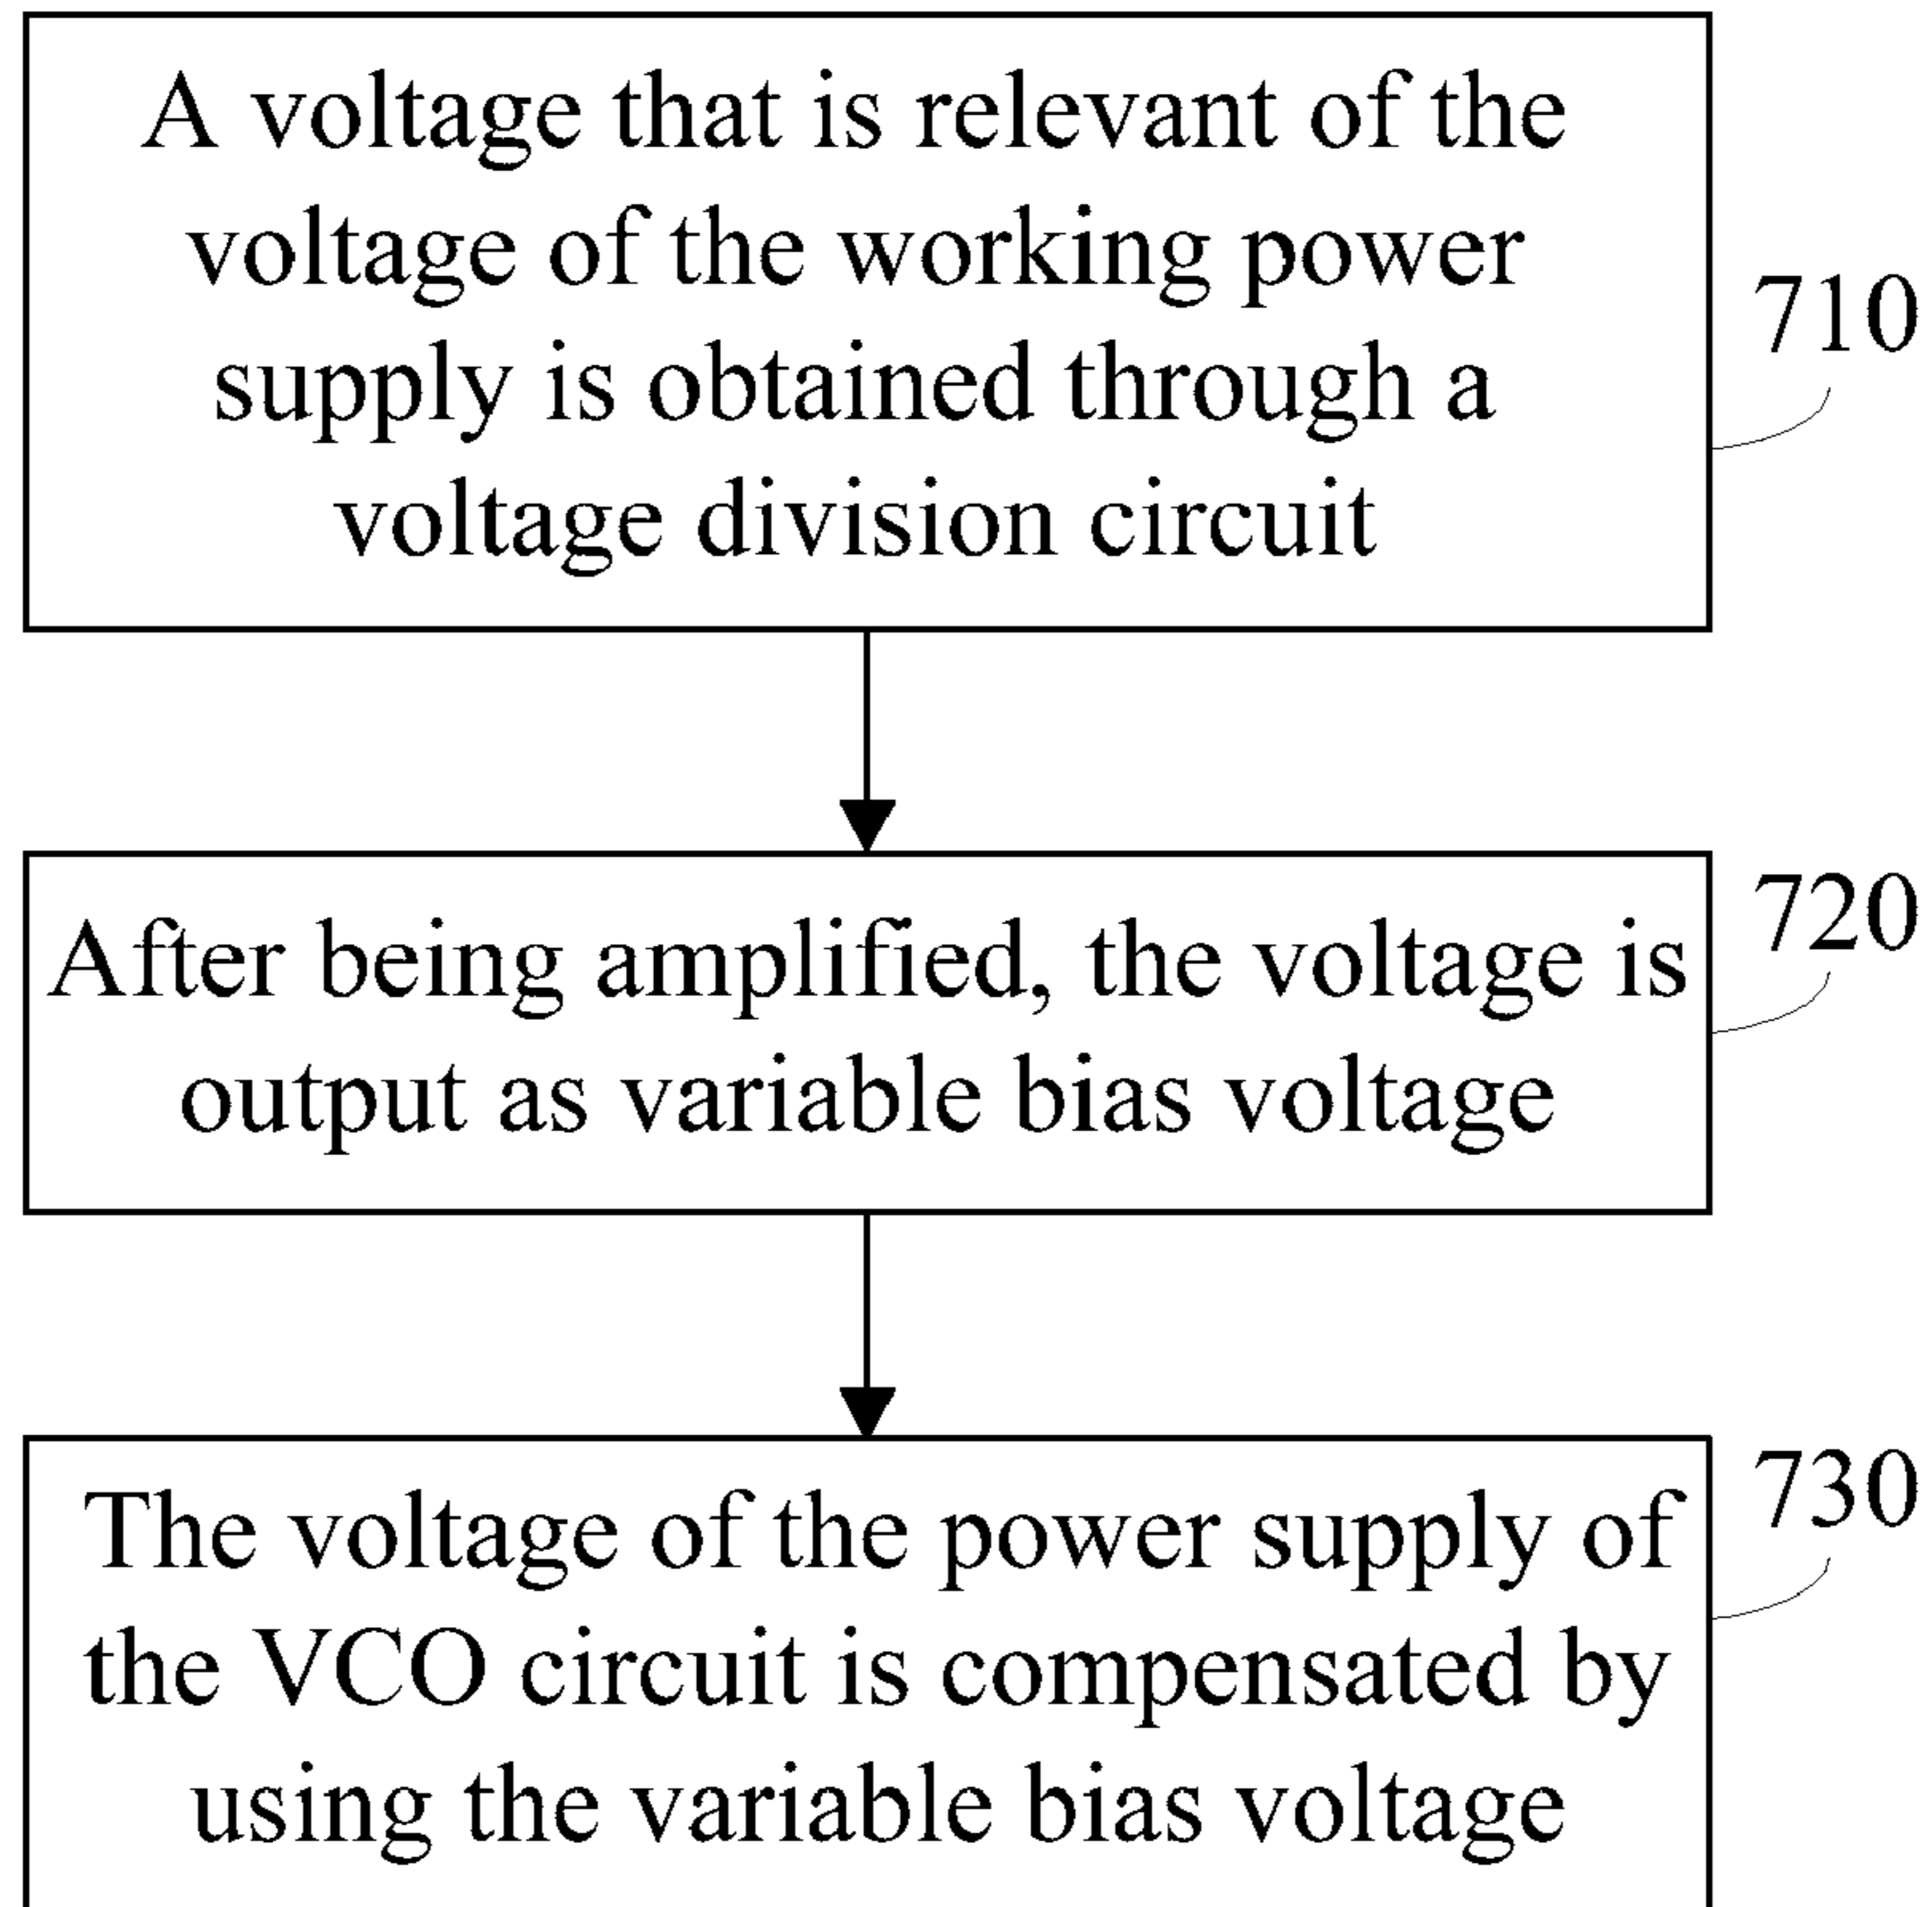 A voltage that is relevant of the
voltage of the working power
supply is obtained through a
voltage division circuit
710
After being amplified, the voltage is
output as variable bias voltage
720
The voltage of the power supply of
the VCO circuit is compensated by
using the variable bias voltage
730